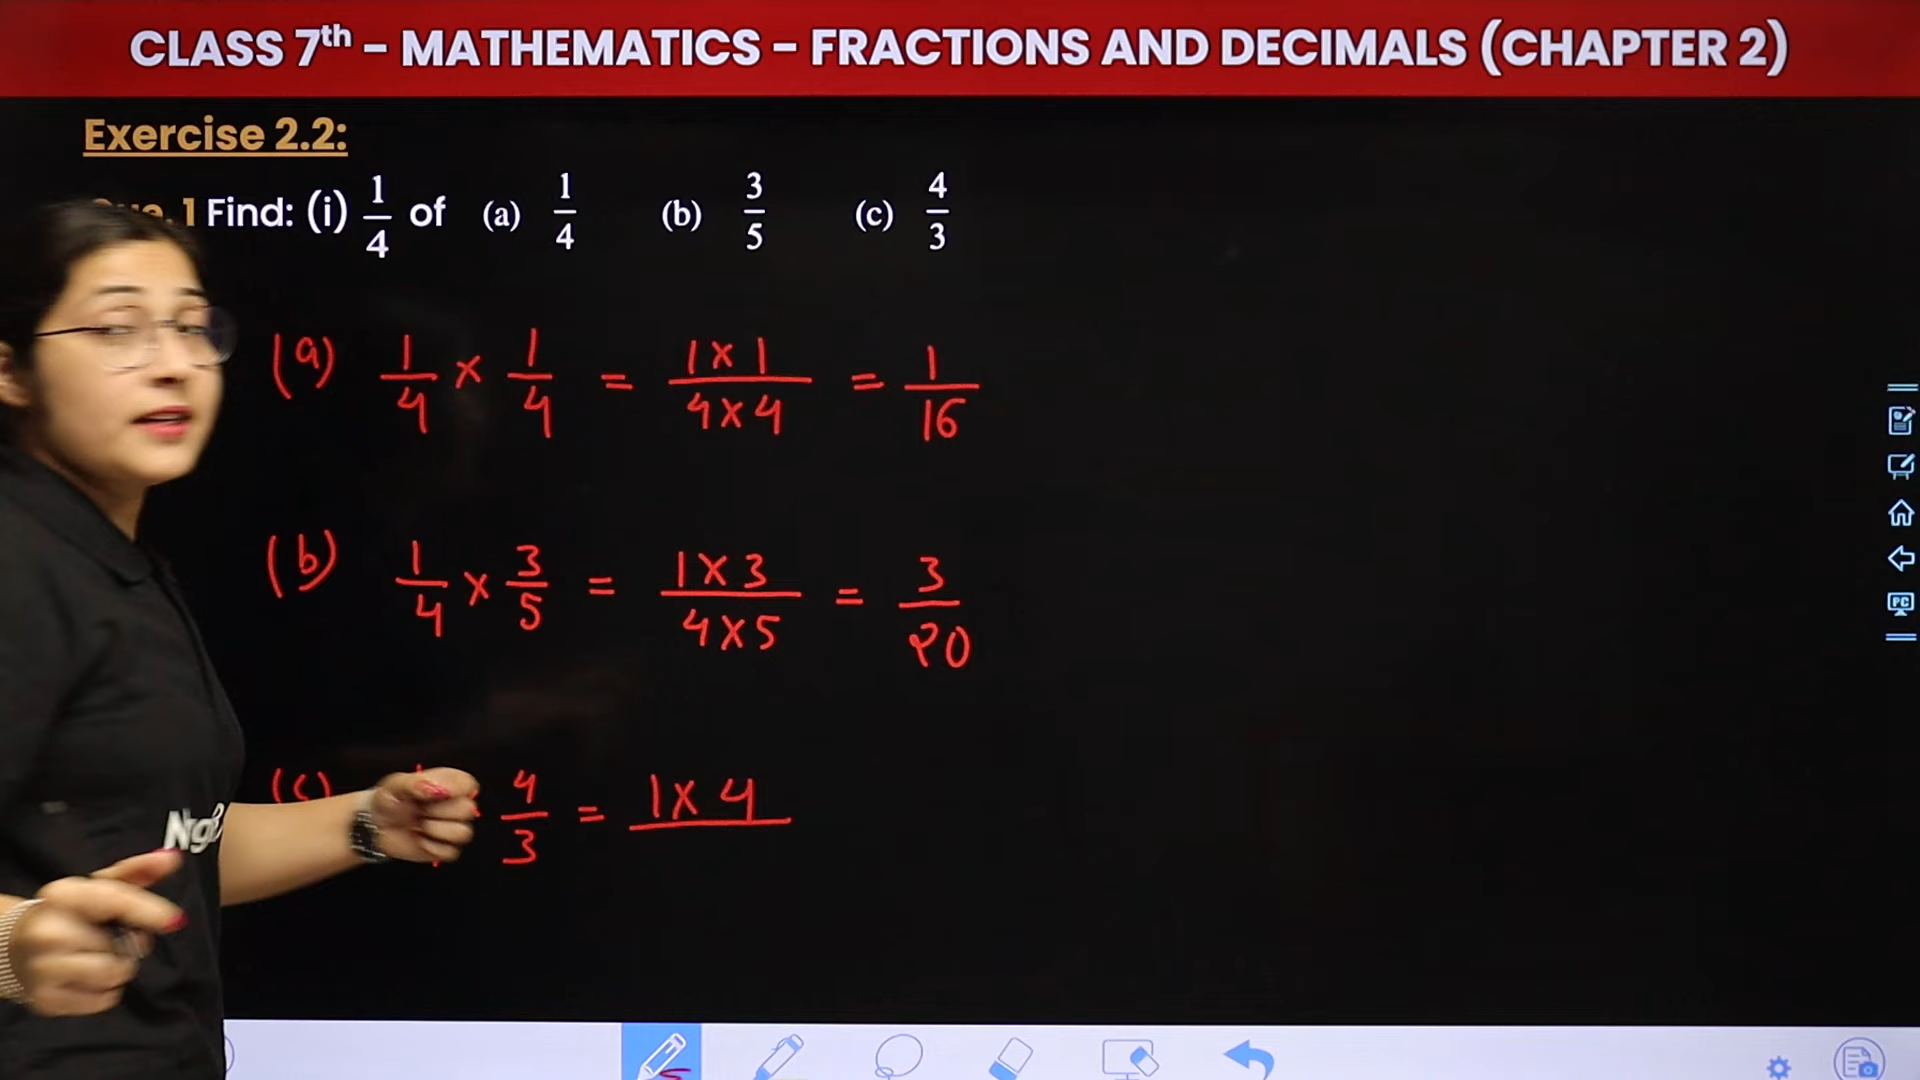 CLASS 7th – MATHEMATICS – FRACTIONS AND DECIMALS (CHAPTER 2)
Exercise 2.2:
1 Find: (i) 1/4 of (a) 1/4 (b) 3/5 (c) 4/3
(a) 1/4 × 1/4 = 1×1/4×4 = 1/16
(b) 1/4 × 3/5 = 1×3/4×5 = 3/20
(c) 4/3 = 1×4
PC